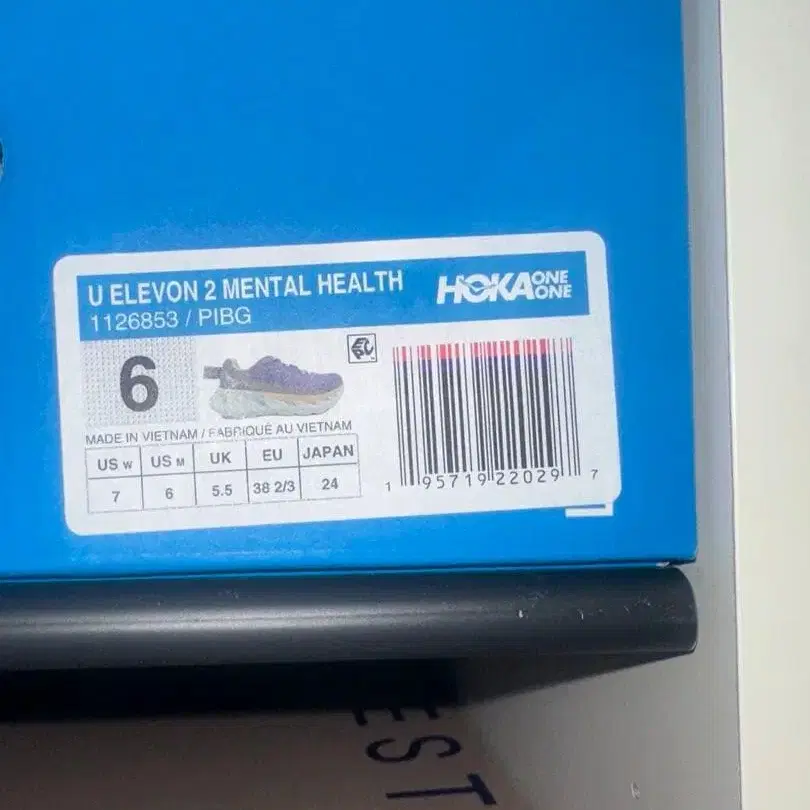 U ELEVON 2 MENTAL HEALTH
HOKA ONE ONE
1126853 / PIBG
6
MADE IN VIETNAM / FABRIQUÉ AU VIETNAM
US W US M UK EU JAPAN
7 6 5.5 38 2/3 24
1 95719 22029 7
EST